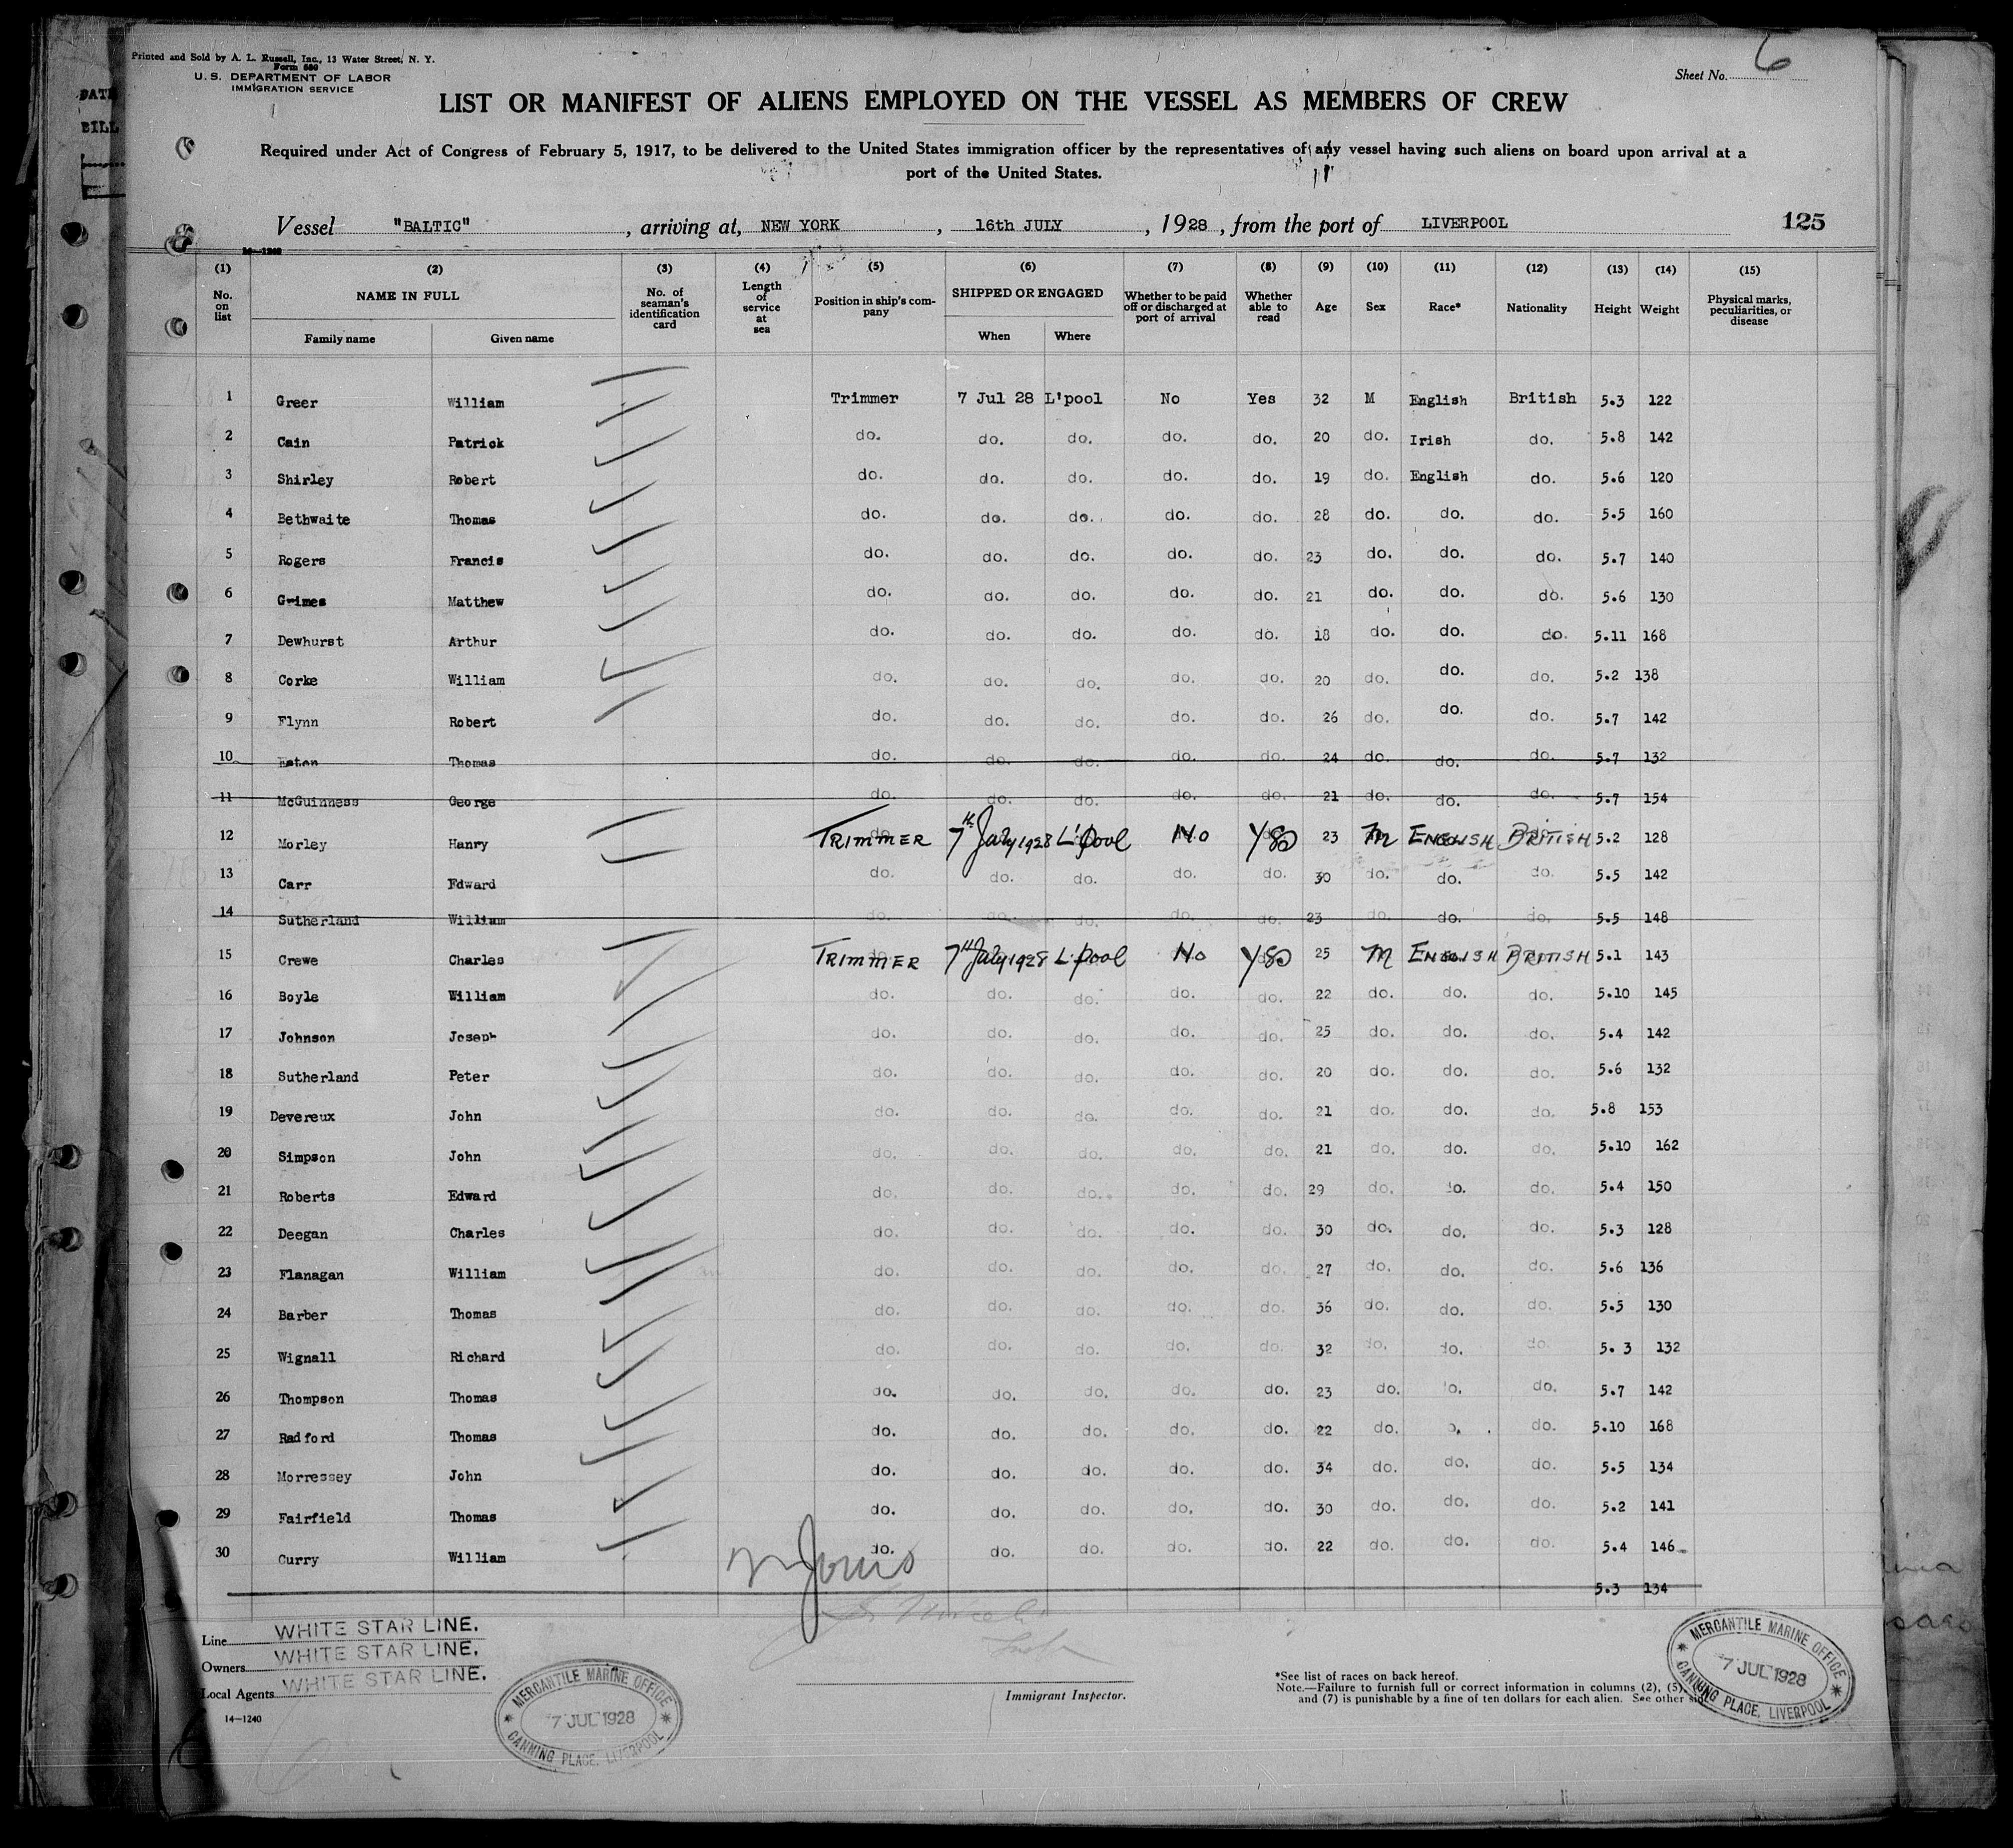 Printed and Sold by A. L. Russell, Inc., 13 Water Street, N. Y.
Form 680
U. S. DEPARTMENT OF LABOR
IMMIGRATION SERVICE
Sheet No. 6
LIST OR MANIFEST OF ALIENS EMPLOYED ON THE VESSEL AS MEMBERS OF CREW
Required under Act of Congress of February 5, 1917, to be delivered to the United States immigration officer by the representatives of any vessel having such aliens on board upon arrival at a
port of the United States.
Vessel "BALTIC", arriving at, NEW YORK, 16th JULY, 1928, from the port of LIVERPOOL 125
14—1240
(1) (2) (3) (4) (5) (6) (7) (8) (9) (10) (11) (12) (13) (14) (15)
No. on list NAME IN FULL Family name Given name No. of seaman's identification card Length of service at sea Position in ship's company SHIPPED OR ENGAGED When Where Whether to be paid off or discharged at port of arrival Whether able to read Age Sex Race* Nationality Height Weight Physical marks, peculiarities, or disease
1 Greer William Trimmer 7 Jul 28 L'pool No Yes 32 M English British 5.3 122
2 Cain Patrick do. do. do. do. do. 20 do. Irish do. 5.8 142
3 Shirley Robert do. do. do. do. do. 19 do. English do. 5.6 120
4 Bethwaite Thomas do. do. do. do. do. 28 do. do. do. 5.5 160
5 Rogers Francis do. do. do. do. do. 23 do. do. do. 5.7 140
6 Grimes Matthew do. do. do. do. do. 21 do. do. do. 5.6 130
7 Dewhurst Arthur do. do. do. do. do. 18 do. do. do. 5.11 168
8 Corke William do. do. do. do. do. 20 do. do. do. 5.2 138
9 Flynn Robert do. do. do. do. do. 26 do. do. do. 5.7 142
10 Eaton Thomas do. do. do. do. do. 24 do. do. do. 5.7 132
11 McGuinness George do. do. do. do. do. 21 do. do. do. 5.7 154
12 Morley Hanry TRIMMER 7th July 1928 L'pool No Yes 23 M ENGLISH BRITISH 5.2 128
13 Carr Edward do. do. do. do. do. 30 do. do. do. 5.5 142
14 Sutherland William do. do. do. do. do. 23 do. do. do. 5.5 148
15 Crewe Charles TRIMMER 7th July 1928 L'pool No Yes 25 M ENGLISH BRITISH 5.1 143
16 Boyle William do. do. do. do. do. 22 do. do. do. 5.10 145
17 Johnson Joseph do. do. do. do. do. 25 do. do. do. 5.4 142
18 Sutherland Peter do. do. do. do. do. 20 do. do. do. 5.6 132
19 Devereux John do. do. do. do. do. 21 do. do. do. 5.8 153
20 Simpson John do. do. do. do. do. 21 do. do. do. 5.10 162
21 Roberts Edward do. do. do. do. do. 29 do. do. do. 5.4 150
22 Deegan Charles do. do. do. do. do. 30 do. do. do. 5.3 128
23 Flanagan William do. do. do. do. do. 27 do. do. do. 5.6 136
24 Barber Thomas do. do. do. do. do. 36 do. do. do. 5.5 130
25 Wignall Richard do. do. do. do. do. 32 do. do. do. 5.3 132
26 Thompson Thomas do. do. do. do. do. 23 do. do. do. 5.7 142
27 Radford Thomas do. do. do. do. do. 22 do. do. do. 5.10 168
28 Morressey John do. do. do. do. do. 34 do. do. do. 5.5 134
29 Fairfield Thomas do. do. do. do. do. 30 do. do. do. 5.2 141
30 Curry William do. do. do. do. do. 22 do. do. do. 5.4 146
5.3 134
Line WHITE STAR LINE.
Owners WHITE STAR LINE.
Local Agents WHITE STAR LINE.
14—1240
MERCANTILE MARINE OFFICE
7 JUL 1928
CANNING PLACE, LIVERPOOL
Immigrant Inspector.
*See list of races on back hereof.
Note.—Failure to furnish full or correct information in columns (2), (5),
and (7) is punishable by a fine of ten dollars for each alien. See other side
MERCANTILE MARINE OFFICE
7 JUL 1928
CANNING PLACE, LIVERPOOL
DATE
BILL